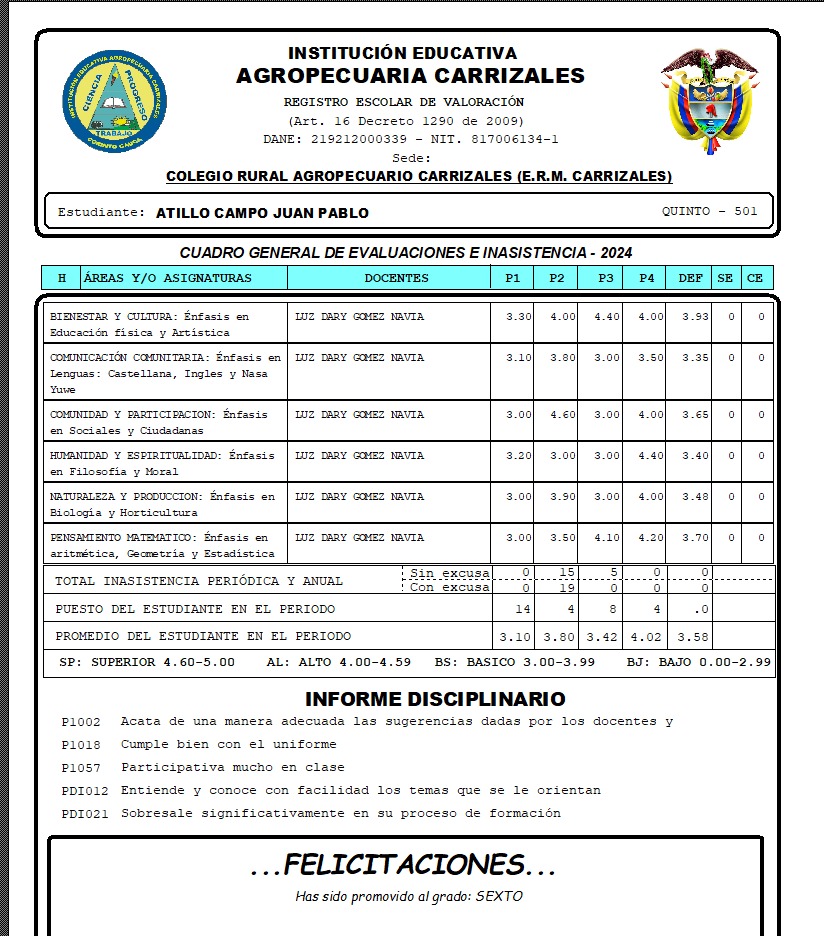 INSTITUCIÓN EDUCATIVA
AGROPECUARIA CARRIZALES
REGISTRO ESCOLAR DE VALORACIÓN
(Art. 16 Decreto 1290 de 2009)
DANE: 219212000339 - NIT. 817006134-1
Sede:
COLEGIO RURAL AGROPECUARIO CARRIZALES (E.R.M. CARRIZALES)
INSTITUCIÓN EDUCATIVA AGROPECUARIA CARRIZALES
CIENCIA
PROGRESO
TRABAJO
CORINTO CAUCA
Estudiante: ATILLO CAMPO JUAN PABLO QUINTO - 501
CUADRO GENERAL DE EVALUACIONES E INASISTENCIA - 2024
H ÁREAS Y/O ASIGNATURAS DOCENTES P1 P2 P3 P4 DEF SE CE
BIENESTAR Y CULTURA: Énfasis en LUZ DARY GOMEZ NAVIA 3.30 4.00 4.40 4.00 3.93 0 0
Educación física y Artística
COMUNICACIÓN COMUNITARIA: Énfasis en LUZ DARY GOMEZ NAVIA 3.10 3.80 3.00 3.50 3.35 0 0
Lenguas: Castellana, Ingles y Nasa
Yuwe
COMUNIDAD Y PARTICIPACION: Énfasis LUZ DARY GOMEZ NAVIA 3.00 4.60 3.00 4.00 3.65 0 0
en Sociales y Ciudadanas
HUMANIDAD Y ESPIRITUALIDAD: Énfasis LUZ DARY GOMEZ NAVIA 3.20 3.00 3.00 4.40 3.40 0 0
en Filosofía y Moral
NATURALEZA Y PRODUCCION: Énfasis en LUZ DARY GOMEZ NAVIA 3.00 3.90 3.00 4.00 3.48 0 0
Biología y Horticultura
PENSAMIENTO MATEMATICO: Énfasis en LUZ DARY GOMEZ NAVIA 3.00 3.50 4.10 4.20 3.70 0 0
aritmética, Geometría y Estadística
TOTAL INASISTENCIA PERIÓDICA Y ANUAL Sin excusa 0 15 5 0 0
Con excusa 0 19 0 0 0
PUESTO DEL ESTUDIANTE EN EL PERIODO 14 4 8 4 .0
PROMEDIO DEL ESTUDIANTE EN EL PERIODO 3.10 3.80 3.42 4.02 3.58
SP: SUPERIOR 4.60-5.00 AL: ALTO 4.00-4.59 BS: BASICO 3.00-3.99 BJ: BAJO 0.00-2.99
INFORME DISCIPLINARIO
P1002 Acata de una manera adecuada las sugerencias dadas por los docentes y
P1018 Cumple bien con el uniforme
P1057 Participativa mucho en clase
PDI012 Entiende y conoce con facilidad los temas que se le orientan
PDI021 Sobresale significativamente en su proceso de formación
...FELICITACIONES...
Has sido promovido al grado: SEXTO